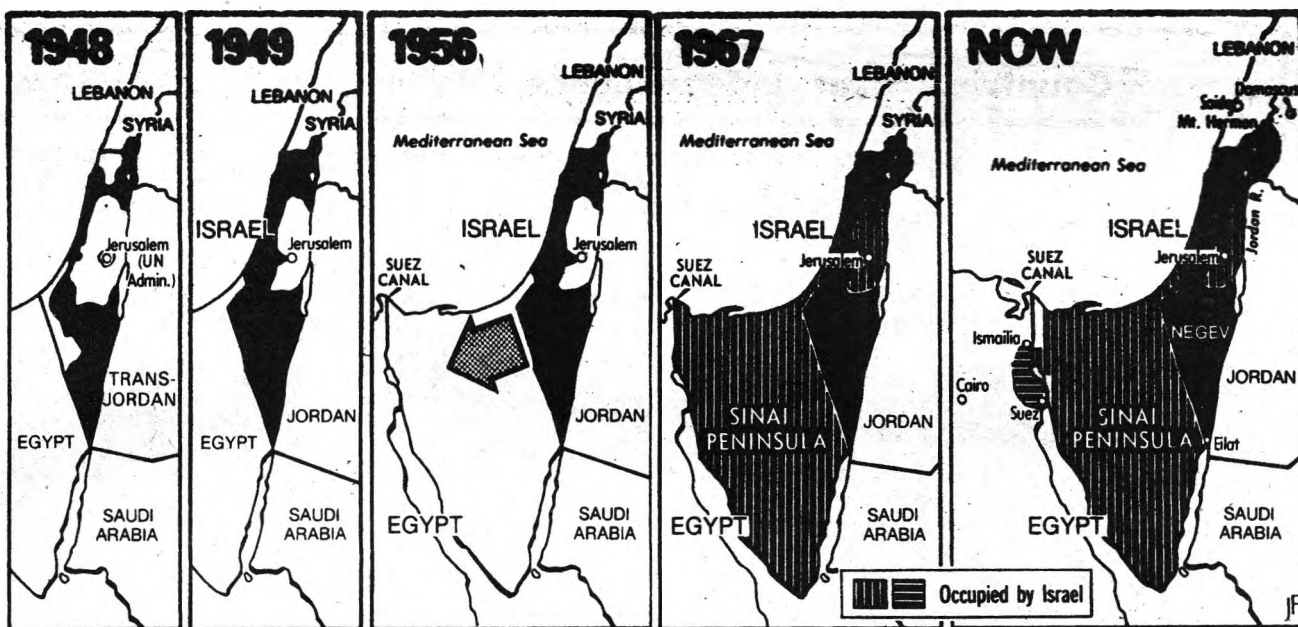 1948
LEBANON
SYRIA
Jerusalem
(UN
Admin.)
TRANS-
JORDAN
EGYPT
SAUDI
ARABIA
1949
LEBANON
SYRIA
ISRAEL
Jerusalem
JORDAN
EGYPT
SAUDI
ARABIA
1956
LEBANON
SYRIA
Mediterranean Sea
ISRAEL
Jerusalem
SUEZ
CANAL
JORDAN
EGYPT
SAUDI
ARABIA
1967
LEBANON
SYRIA
Mediterranean Sea
ISRAEL
Jerusalem
SUEZ
CANAL
SINAI
PENINSULA
JORDAN
EGYPT
SAUDI
ARABIA
NOW
LEBANON
Damascus
Saida
Mt. Hermon
Mediterranean Sea
Jordan R.
ISRAEL
Jerusalem
SUEZ
CANAL
NEGEV
Ismailia
Cairo
Suez
JORDAN
SINAI
PENINSULA
Eilat
EGYPT
SAUDI
ARABIA
Occupied by Israel